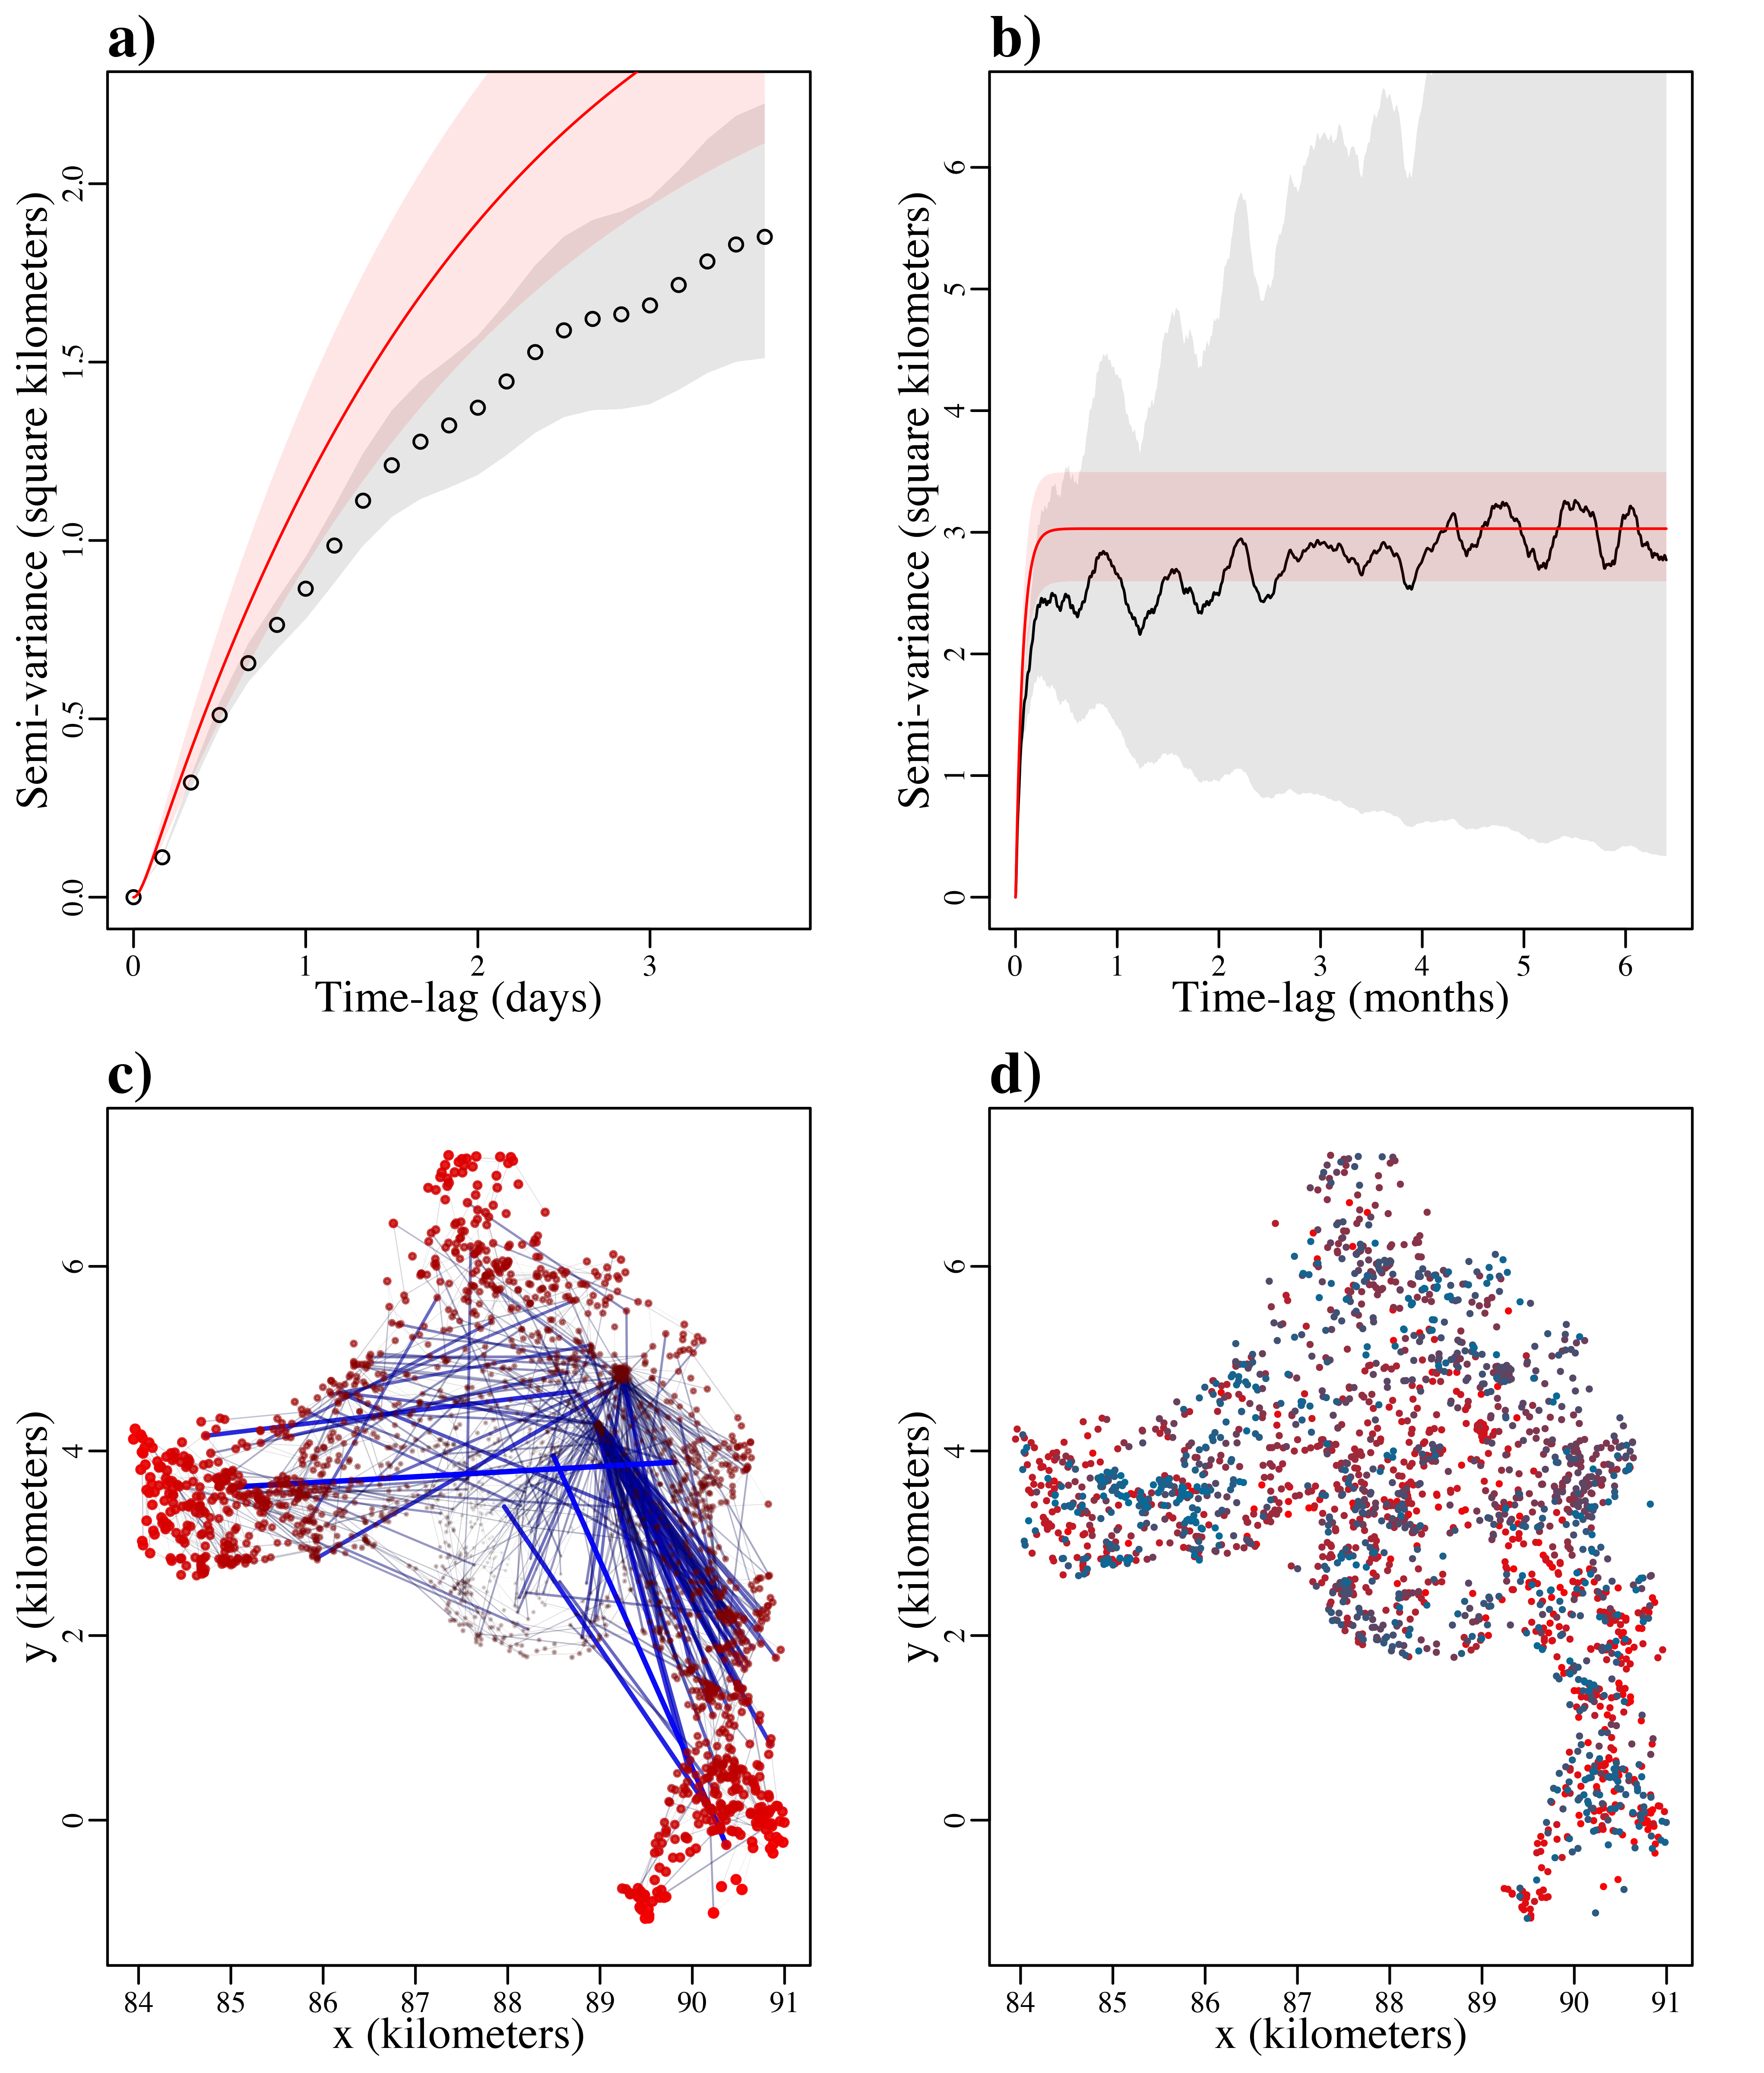 a)
Semi-variance (square kilometers)
2.0
1.5
1.0
0.5
0.0
0 1 2 3
Time-lag (days)
b)
Semi-variance (square kilometers)
6
5
4
3
2
1
0
0 1 2 3 4 5 6
Time-lag (months)
c)
y (kilometers)
6
4
2
0
84 85 86 87 88 89 90 91
x (kilometers)
d)
y (kilometers)
6
4
2
0
84 85 86 87 88 89 90 91
x (kilometers)